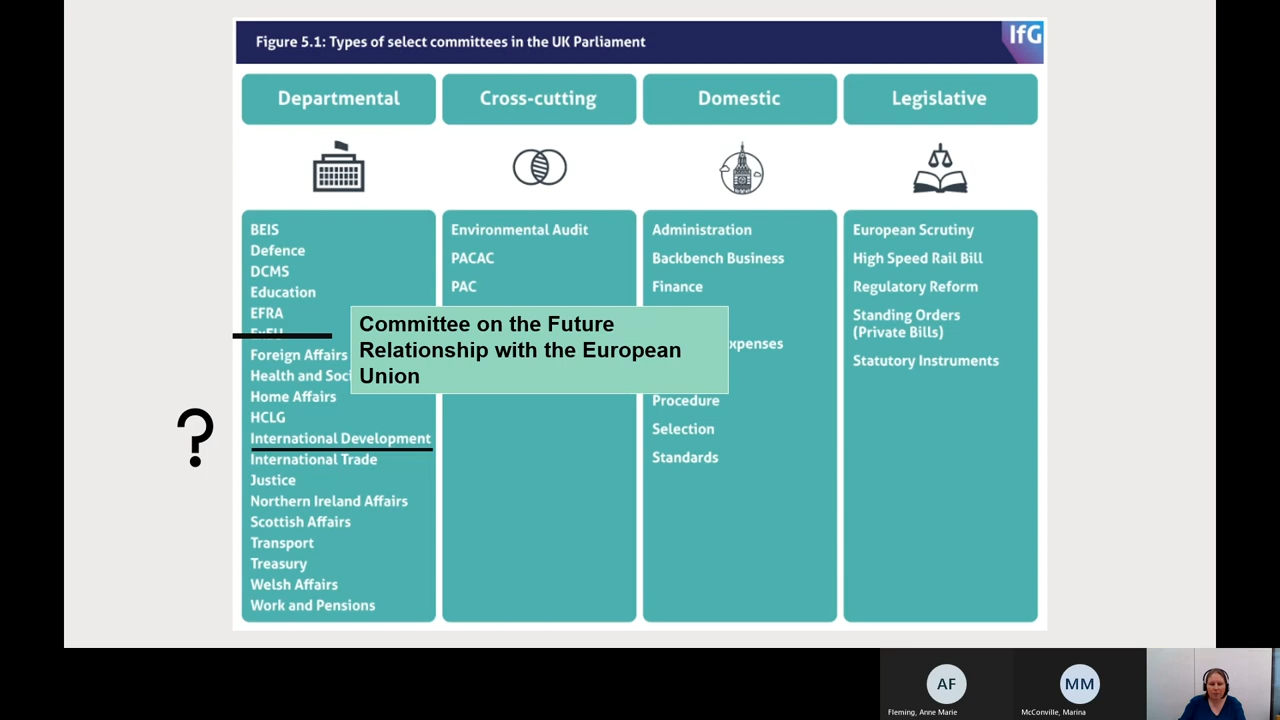 Figure 5.1: Types of select committees in the UK Parliament
IfG
Departmental
Cross-cutting
Domestic
Legislative
BEIS
Defence
DCMS
Education
EFRA
Foreign Affairs
Health and
Home Affairs
HCLG
International Development
International Trade
Justice
Northern Ireland Affairs
Scottish Affairs
Transport
Treasury
Welsh Affairs
Work and Pensions
?
Environmental Audit
PACAC
PAC
Committee on the Future
Relationship with the European
Union
Administration
Backbench Business
Finance
Procedure
Selection
Standards
European Scrutiny
High Speed Rail Bill
Regulatory Reform
Standing Orders
(Private Bills)
Statutory Instruments
AF
Fleming, Anne Marie
MM
McConville, Marina